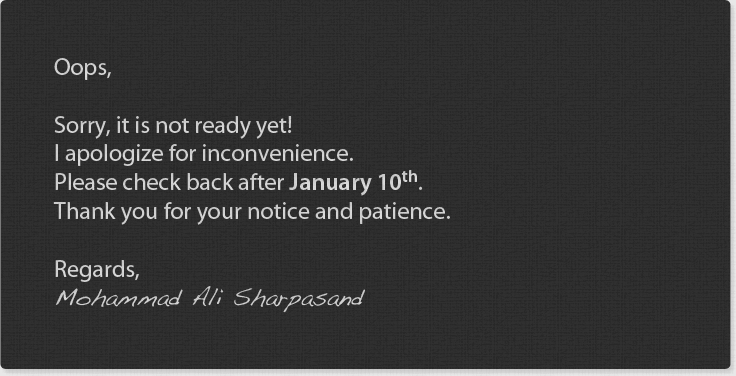 Oops,
Sorry, it is not ready yet!
I apologize for inconvenience.
Please check back after January 10th.
Thank you for your notice and patience.
Regards,
Mohammad Ali Sharpasand